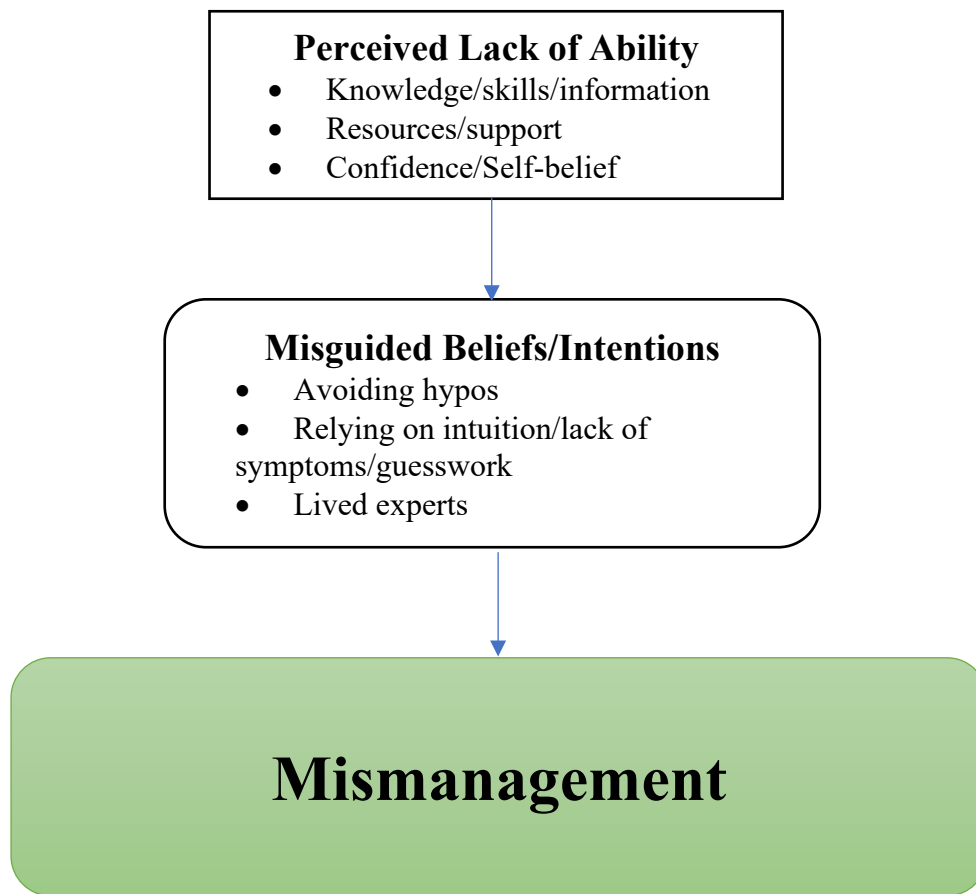 Perceived Lack of Ability
• Knowledge/skills/information
• Resources/support
• Confidence/Self-belief
Misguided Beliefs/Intentions
• Avoiding hypos
• Relying on intuition/lack of
symptoms/guesswork
• Lived experts
Mismanagement